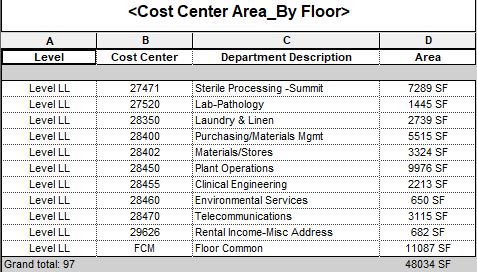 <Cost Center Area_By Floor>
A B C D
Level Cost Center Department Description Area
Level LL 27471 Sterile Processing -Summit 7289 SF
Level LL 27520 Lab-Pathology 1445 SF
Level LL 28350 Laundry & Linen 2739 SF
Level LL 28400 Purchasing/Materials Mgmt 5515 SF
Level LL 28402 Materials/Stores 3324 SF
Level LL 28450 Plant Operations 9976 SF
Level LL 28455 Clinical Engineering 2213 SF
Level LL 28460 Environmental Services 650 SF
Level LL 28470 Telecommunications 3115 SF
Level LL 29626 Rental Income-Misc Address 682 SF
Level LL FCM Floor Common 11087 SF
Grand total: 97 48034 SF